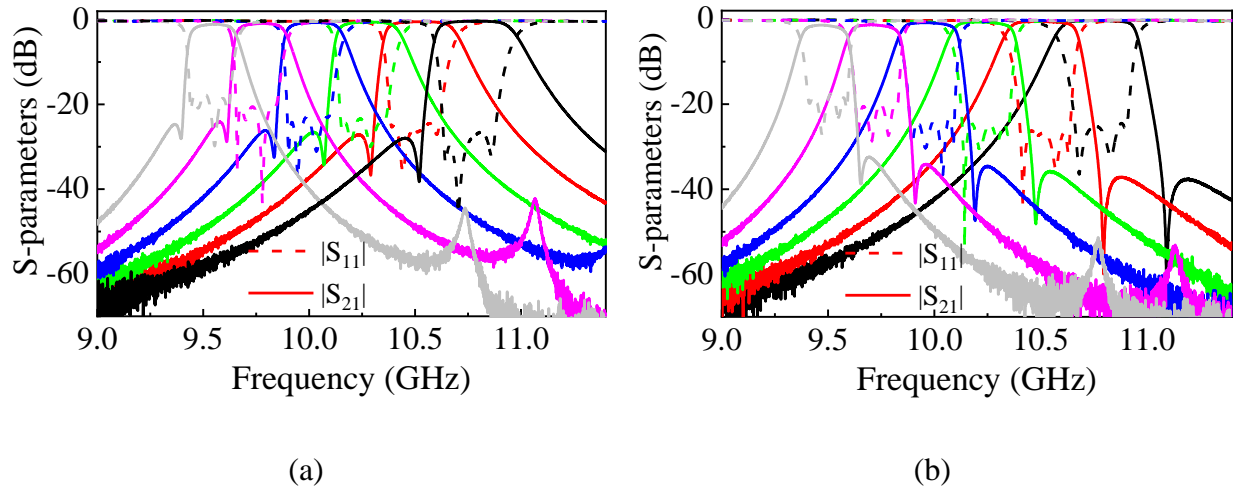 0
-20
-40
-60
S-parameters (dB)
|S11|
|S21|
9.0 9.5 10.0 10.5 11.0
Frequency (GHz)
(a)
0
-20
-40
-60
S-parameters (dB)
|S11|
|S21|
9.0 9.5 10.0 10.5 11.0
Frequency (GHz)
(b)